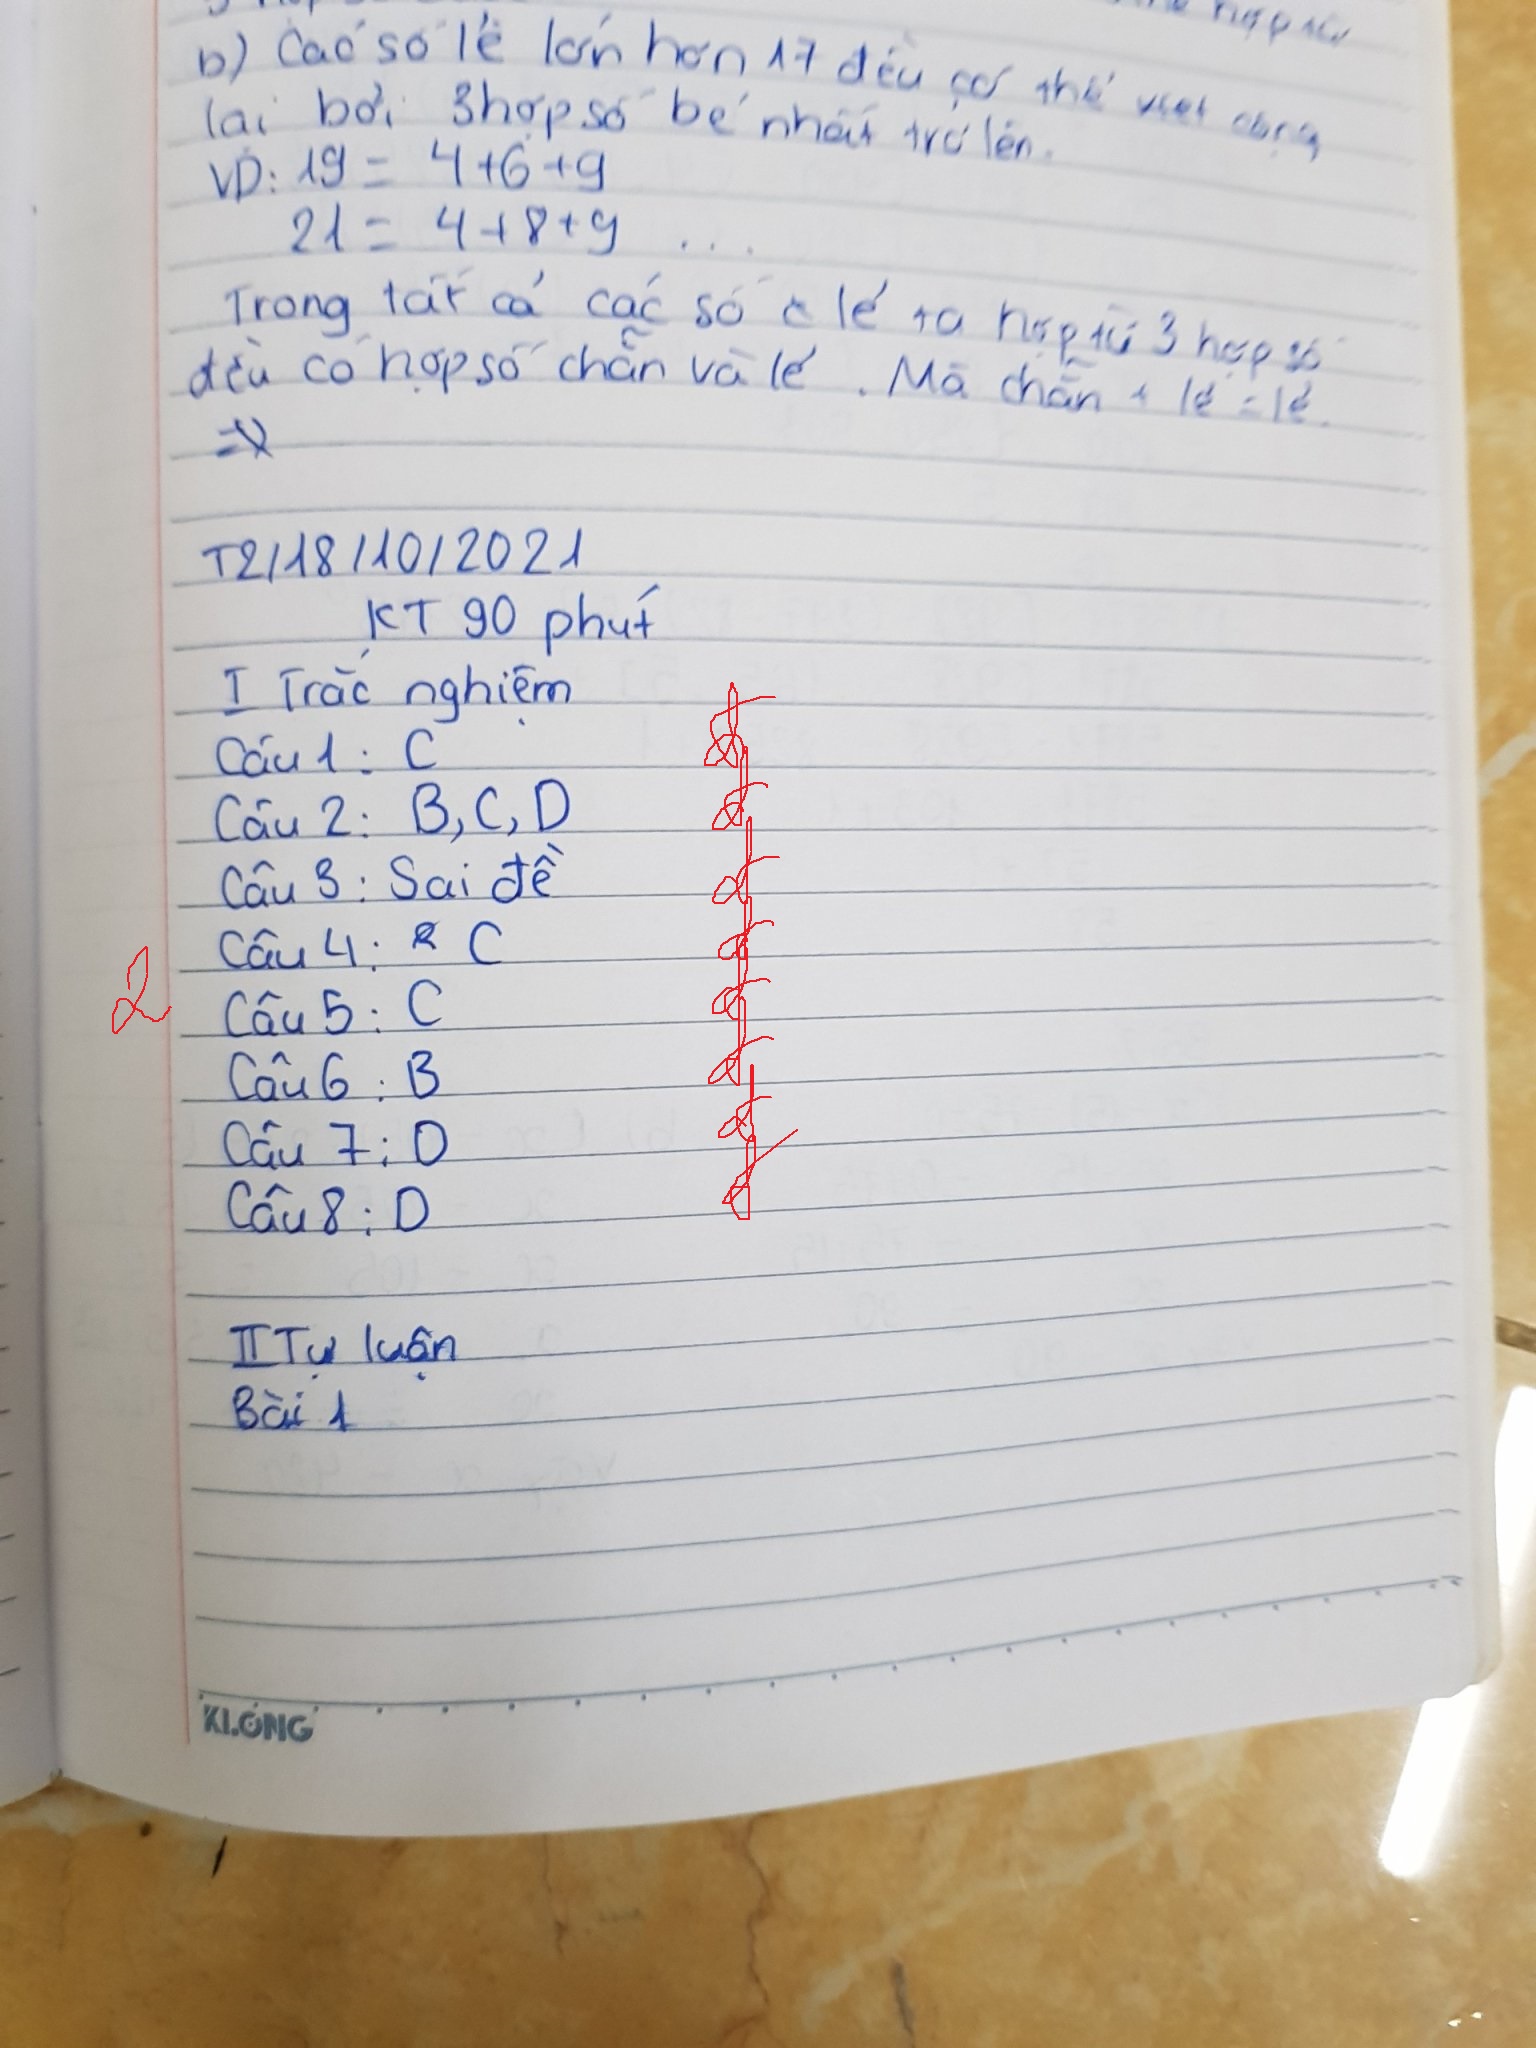 b) Các số lẻ lớn hơn 17 đều có thể viết cộng
lại bởi 3 hợp số bé nhất trở lên.
VD: 19 = 4+6+9
21 = 4+8+9 ...
Trong tất cả các số lẻ ta hợp từ 3 hợp số
đều có hợp số chẵn và lẻ. Mà chẵn + lẻ = lẻ.
=>
T2/18/10/2021
KT 90 phút
I Trắc nghiệm
Câu 1: C
đ
Câu 2: B, C, D
đ
Câu 3: Sai đề
đ
Câu 4: C
đ
2
Câu 5: C
đ
Câu 6: B
đ
Câu 7: D
đ
Câu 8: D
đ
II Tự luận
Bài 1
KLONG